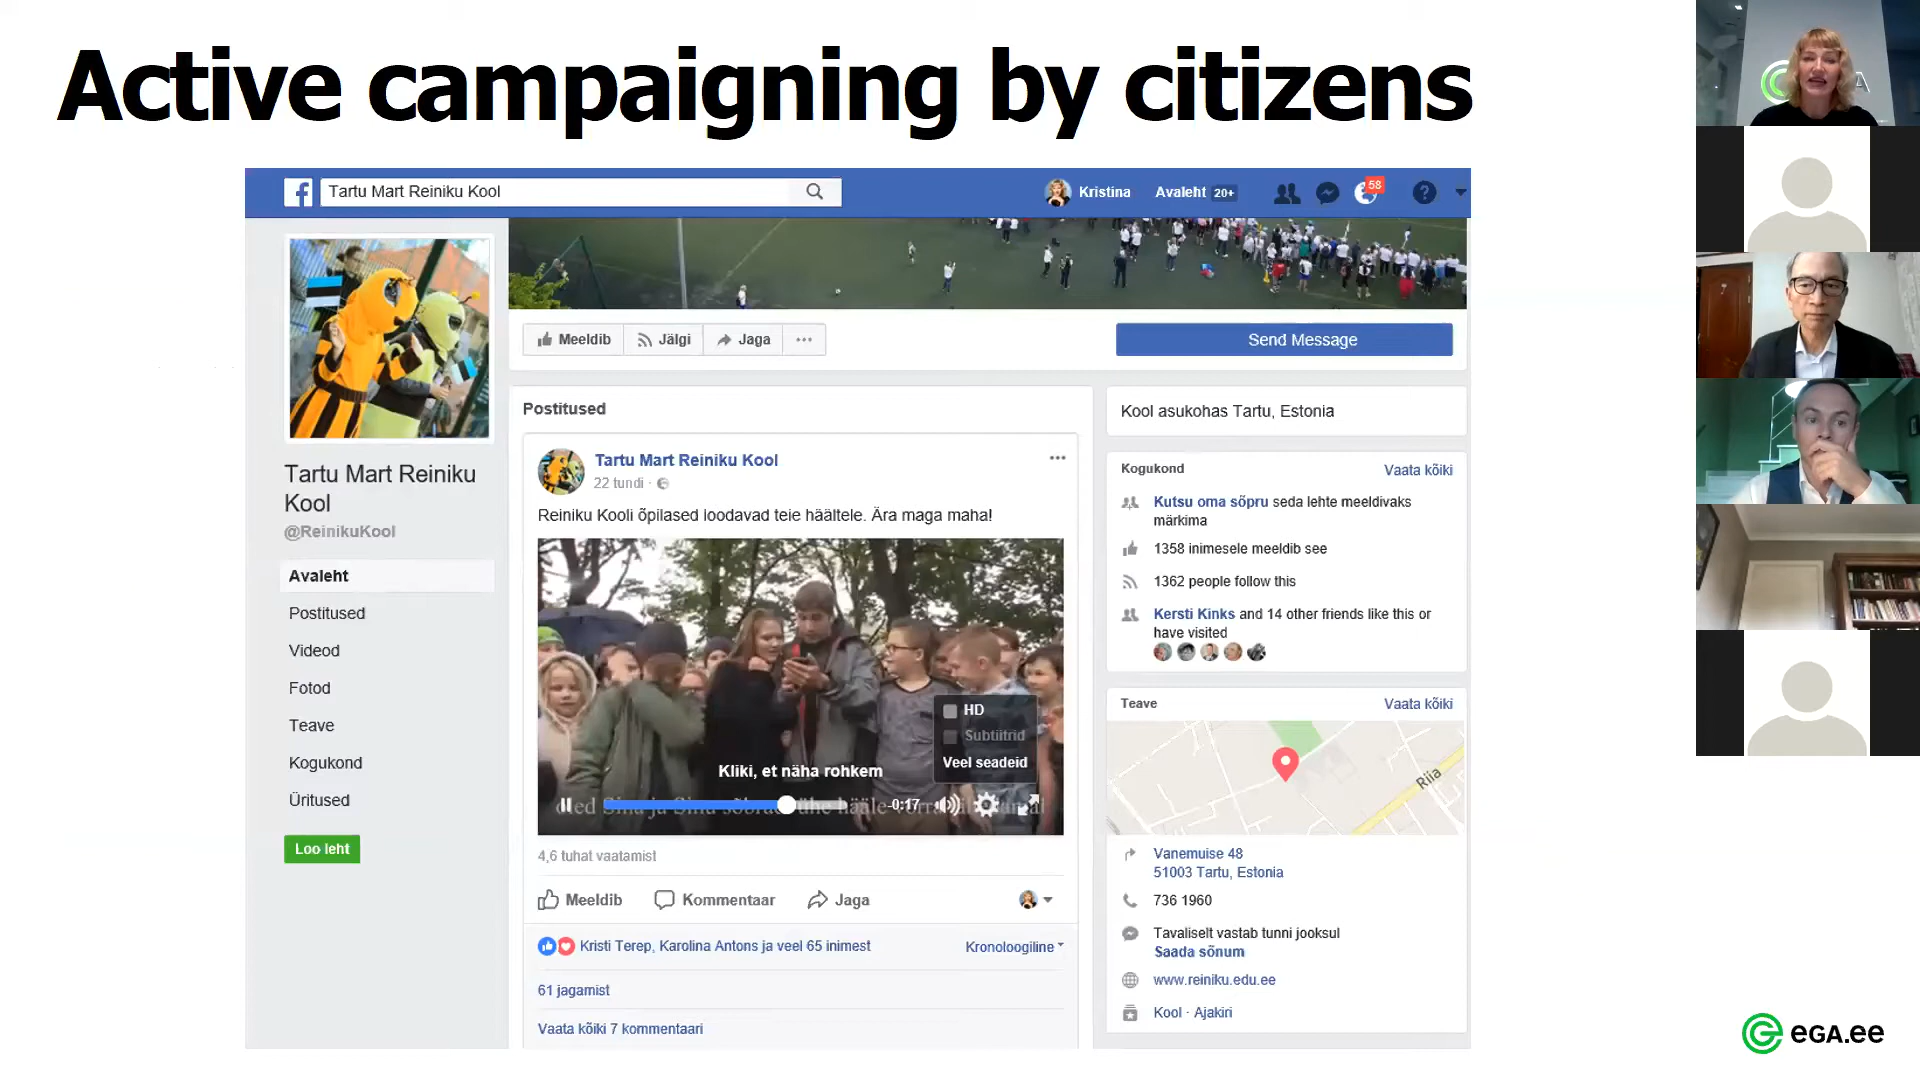 Active campaigning by citizens
Tartu Mart Reiniku Kool
Kristina
Avaleht 20+
58
Meeldib
Jälgi
Jaga
Send Message
Tartu Mart Reiniku
Kool
@ReinikuKool
Avaleht
Postitused
Videod
Fotod
Teave
Kogukond
Üritused
Loo leht
Postitused
Tartu Mart Reiniku Kool
22 tundi
Reiniku Kooli õpilased loodavad teie häältele. Ära maga maha!
HD
Subtiitrid
Veel seadeid
Kliki, et näha rohkem
-0:17
4,6 tuhat vaatamist
Meeldib
Kommentaar
Jaga
Kristi Terep, Karolina Antons ja veel 65 inimest
Kronoloogiline
61 jagamist
Vaata kõiki 7 kommentaari
Kool asukohas Tartu, Estonia
Kogukond
Vaata kõiki
Kutsu oma sõpru seda lehte meeldivaks
märkima
1358 inimesele meeldib see
1362 people follow this
Kersti Kinks and 14 other friends like this or
have visited
Teave
Vaata kõiki
Riia
Vanemuise 48
51003 Tartu, Estonia
736 1960
Tavaliselt vastab tunni jooksul
Saada sõnum
www.reiniku.edu.ee
Kool · Ajakiri
eGA.ee